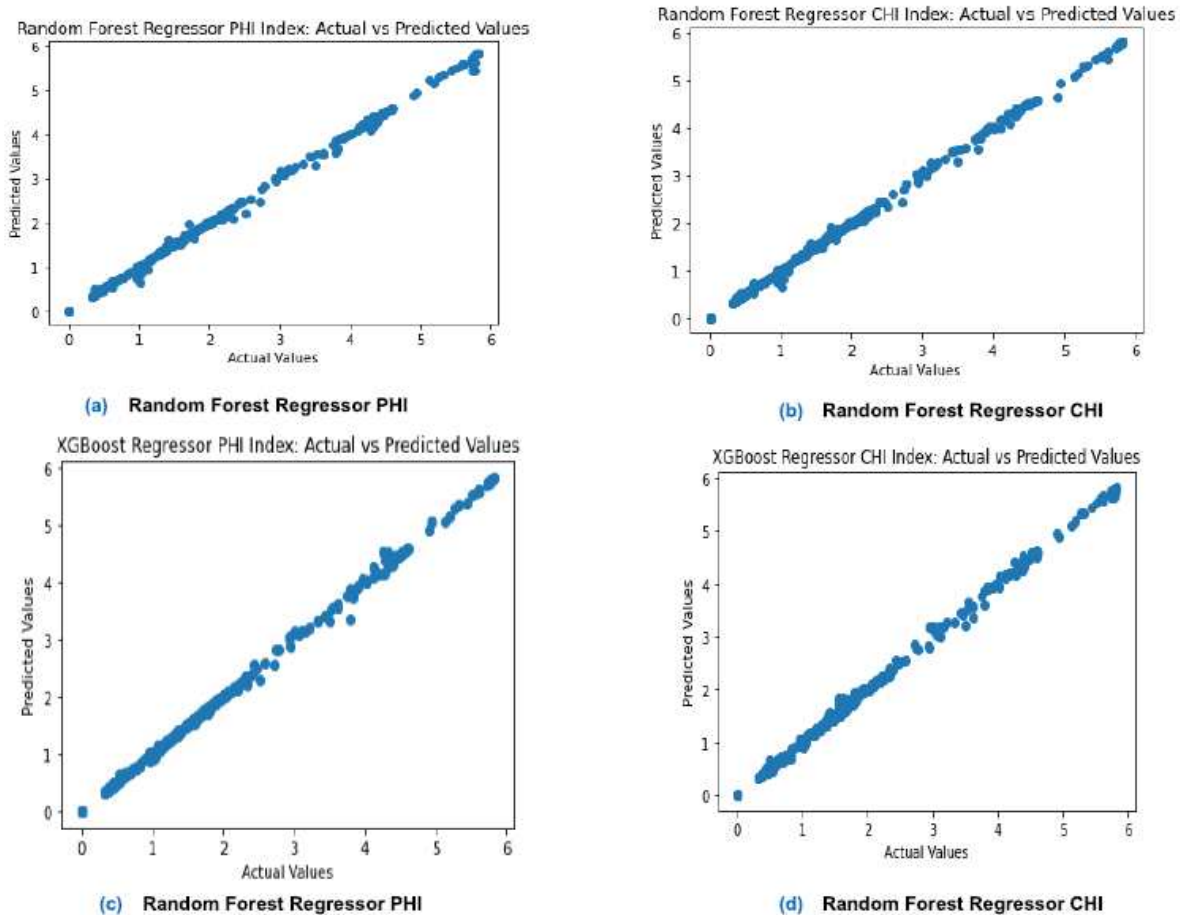 Random Forest Regressor PHI Index: Actual vs Predicted Values
6
5
4
3
2
1
0
Predicted Values
0 1 2 3 4 5 6
Actual Values
(a) Random Forest Regressor PHI
Random Forest Regressor CHI Index: Actual vs Predicted Values
6
5
4
3
2
1
0
Predicted Values
0 1 2 3 4 5 6
Actual Values
(b) Random Forest Regressor CHI
XGBoost Regressor PHI Index: Actual vs Predicted Values
6
5
4
3
2
1
0
Predicted Values
0 1 2 3 4 5 6
Actual Values
(c) Random Forest Regressor PHI
XGBoost Regressor CHI Index: Actual vs Predicted Values
6
5
4
3
2
1
0
Predicted Values
0 1 2 3 4 5 6
Actual Values
(d) Random Forest Regressor CHI